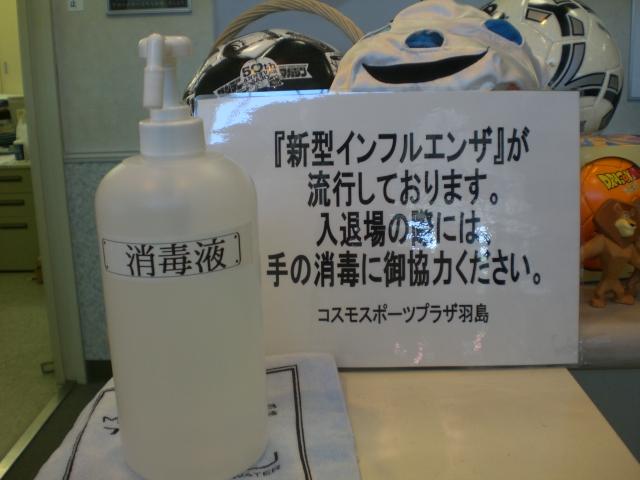 『新型インフルエンザ』が
流行しております。
入退場の際には、
手の消毒に御協力ください。
コスモスポーツプラザ羽島
消毒液
50th
WATER